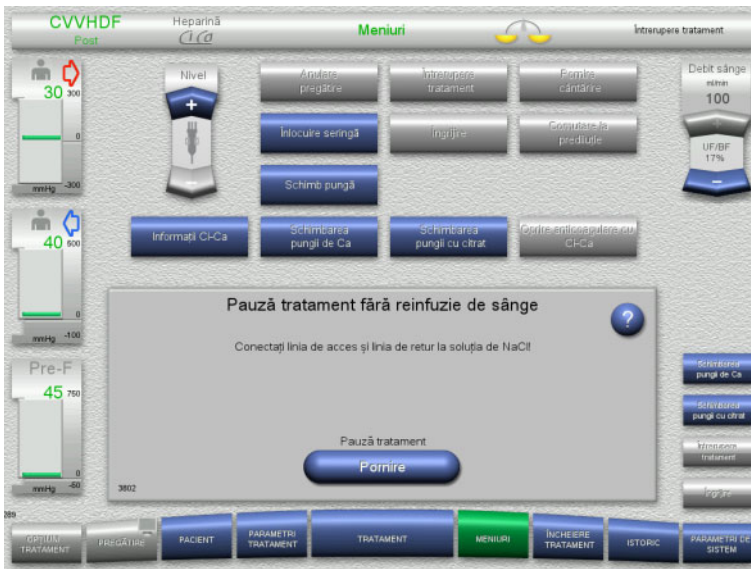 CVVHDF
Post
Heparină
Ci Ca
Meniuri
Întrerupere tratament
30
300
0
mmHg -300
Nivel
+
Anulare
pregătire
Întrerupere
tratament
Pornire
cântărire
Înlocuire seringă
Îngrijire
Comutare la
prediluție
Schimb pungă
Debit sânge
ml/min
100
+
UF/BF
17%
–
40
600
0
mmHg -100
Informații Ci-Ca
Schimbarea
pungii de Ca
Schimbarea
pungii cu citrat
Oprire anticoagulare cu
Ci-Ca
Pauză tratament fără reinfuzie de sânge
?
Conectați linia de acces și linia de retur la soluția de NaCl!
Pauză tratament
Pornire
3802
Pre-F
45
750
0
mmHg -50
Schimbarea
pungii de Ca
Schimbarea
pungii cu citrat
Întrerupere
tratament
Îngrijire
289
OPȚIUNI
TRATAMENT
PREGĂTIRE
PACIENT
PARAMETRI
TRATAMENT
TRATAMENT
MENIURI
ÎNCHEIERE
TRATAMENT
ISTORIC
PARAMETRI DE
SISTEM